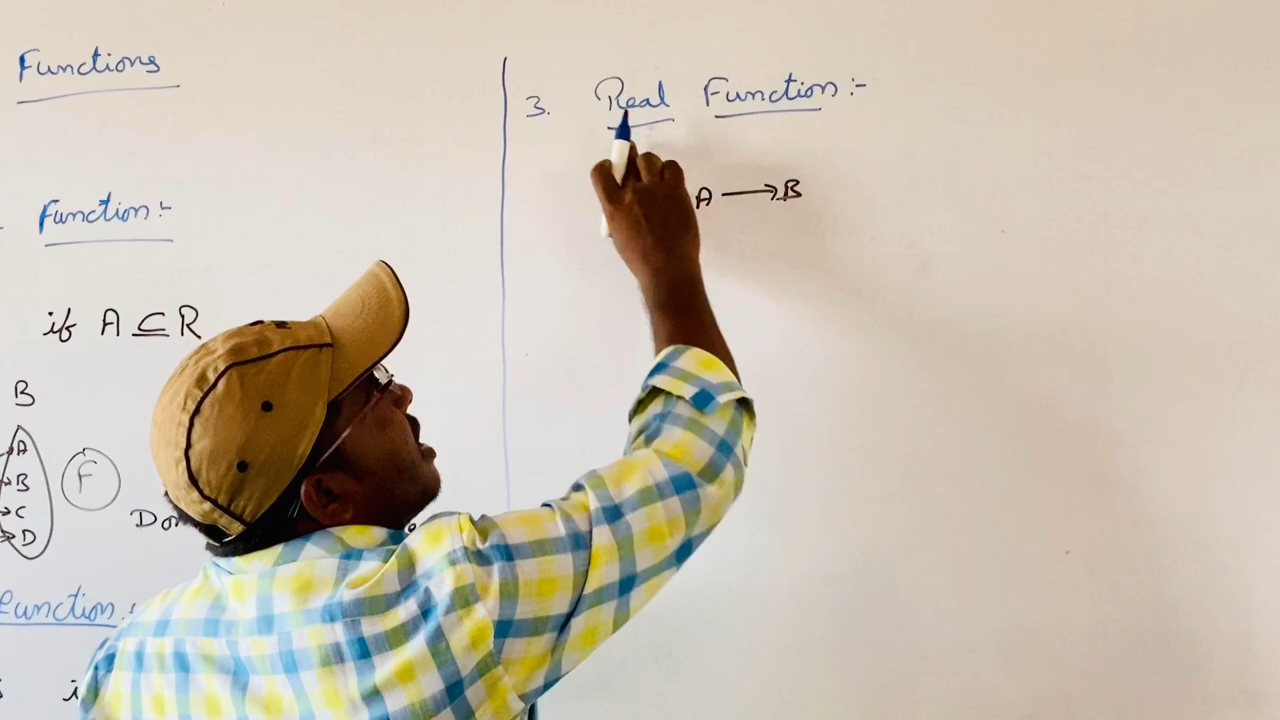 Functions
Function:-
if A ⊆ R
B
A
B
C
D
F
Function:
3. Real Function:-
A → B